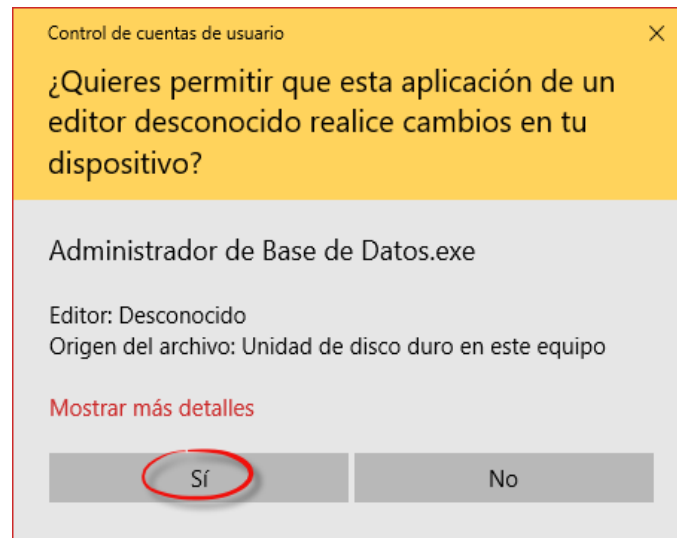 Control de cuentas de usuario
¿Quieres permitir que esta aplicación de un
editor desconocido realice cambios en tu
dispositivo?
Administrador de Base de Datos.exe
Editor: Desconocido
Origen del archivo: Unidad de disco duro en este equipo
Mostrar más detalles
Sí
No